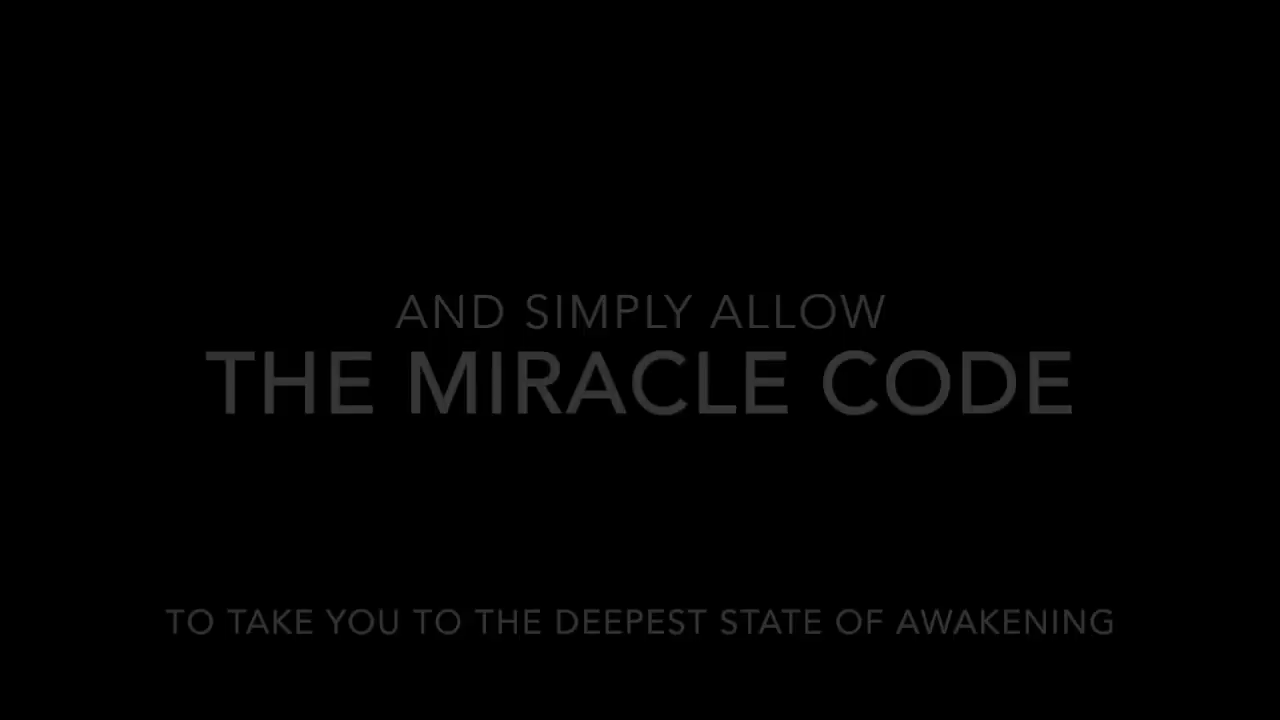 AND SIMPLY ALLOW
THE MIRACLE CODE
TO TAKE YOU TO THE DEEPEST STATE OF AWAKENING